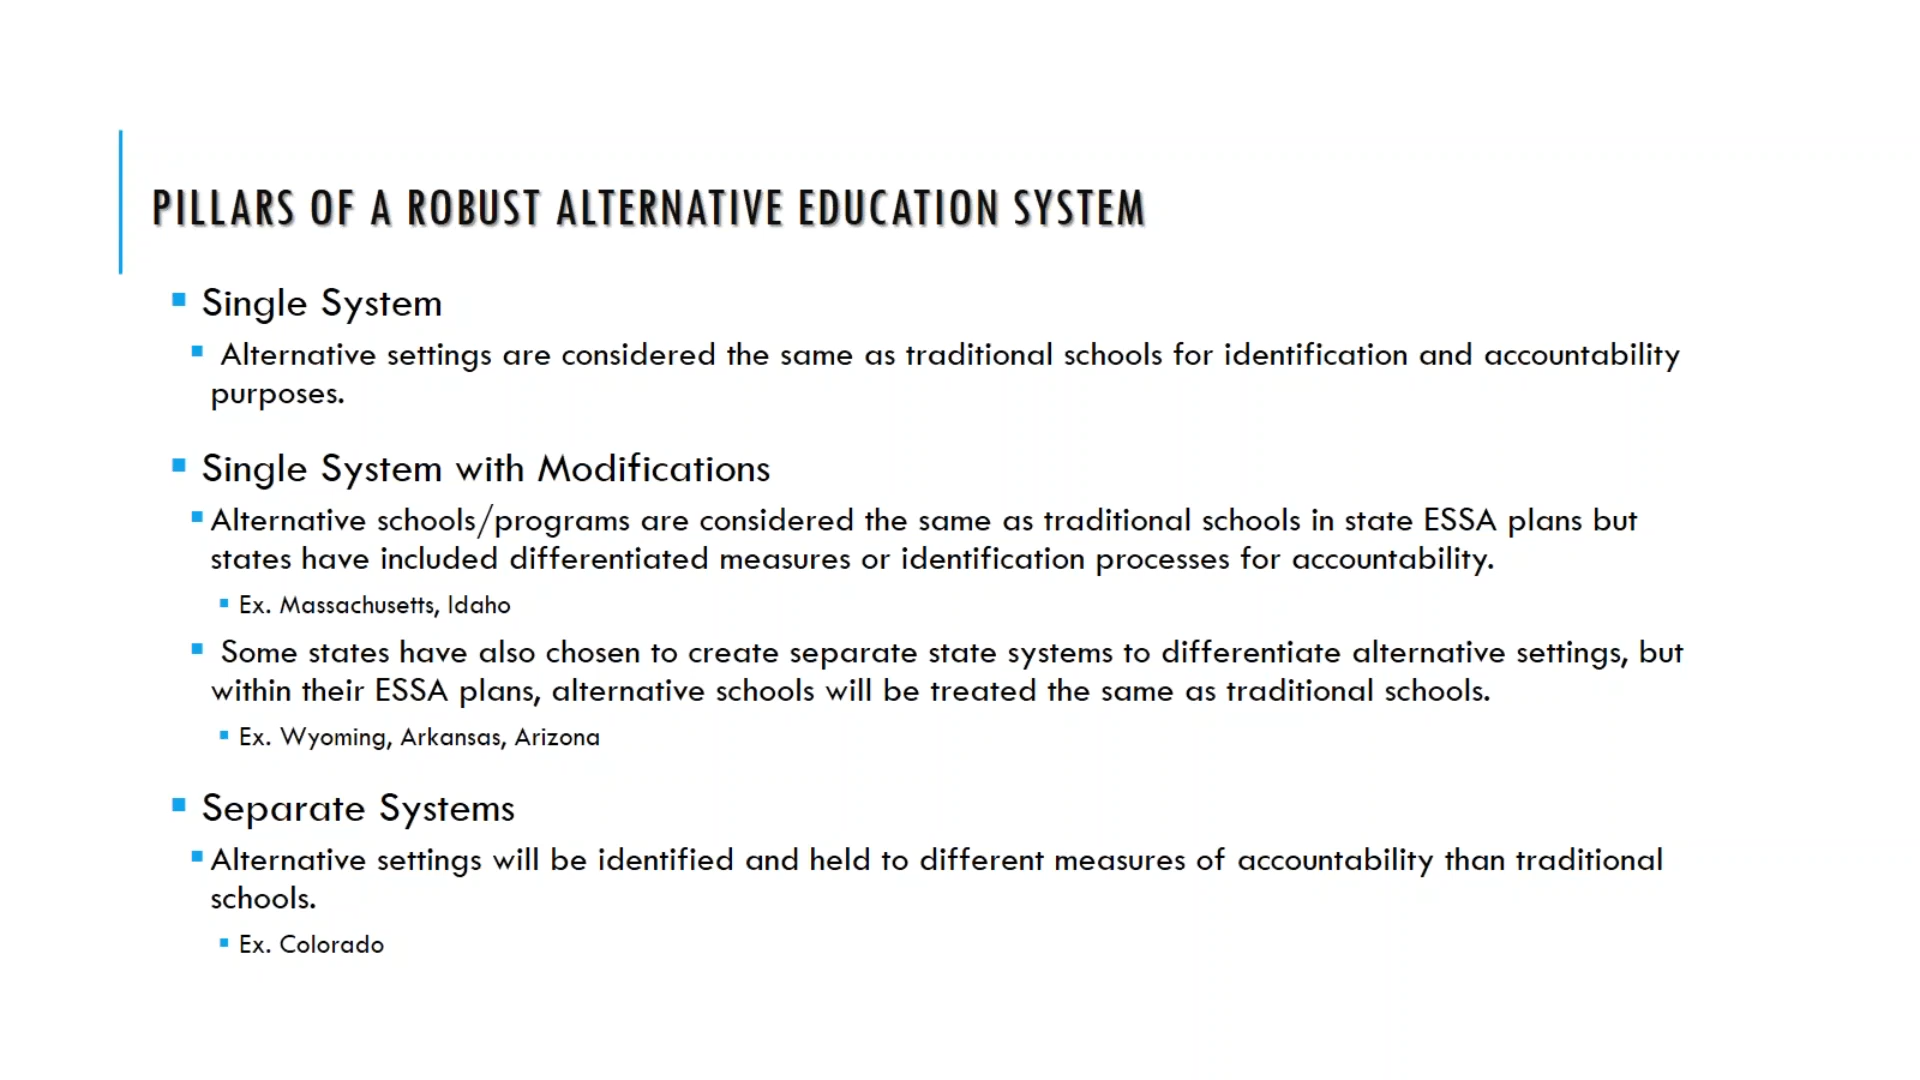 PILLARS OF A ROBUST ALTERNATIVE EDUCATION SYSTEM
Single System
Alternative settings are considered the same as traditional schools for identification and accountability
purposes.
Single System with Modifications
Alternative schools/programs are considered the same as traditional schools in state ESSA plans but
states have included differentiated measures or identification processes for accountability.
Ex. Massachusetts, Idaho
Some states have also chosen to create separate state systems to differentiate alternative settings, but
within their ESSA plans, alternative schools will be treated the same as traditional schools.
Ex. Wyoming, Arkansas, Arizona
Separate Systems
Alternative settings will be identified and held to different measures of accountability than traditional
schools.
Ex. Colorado